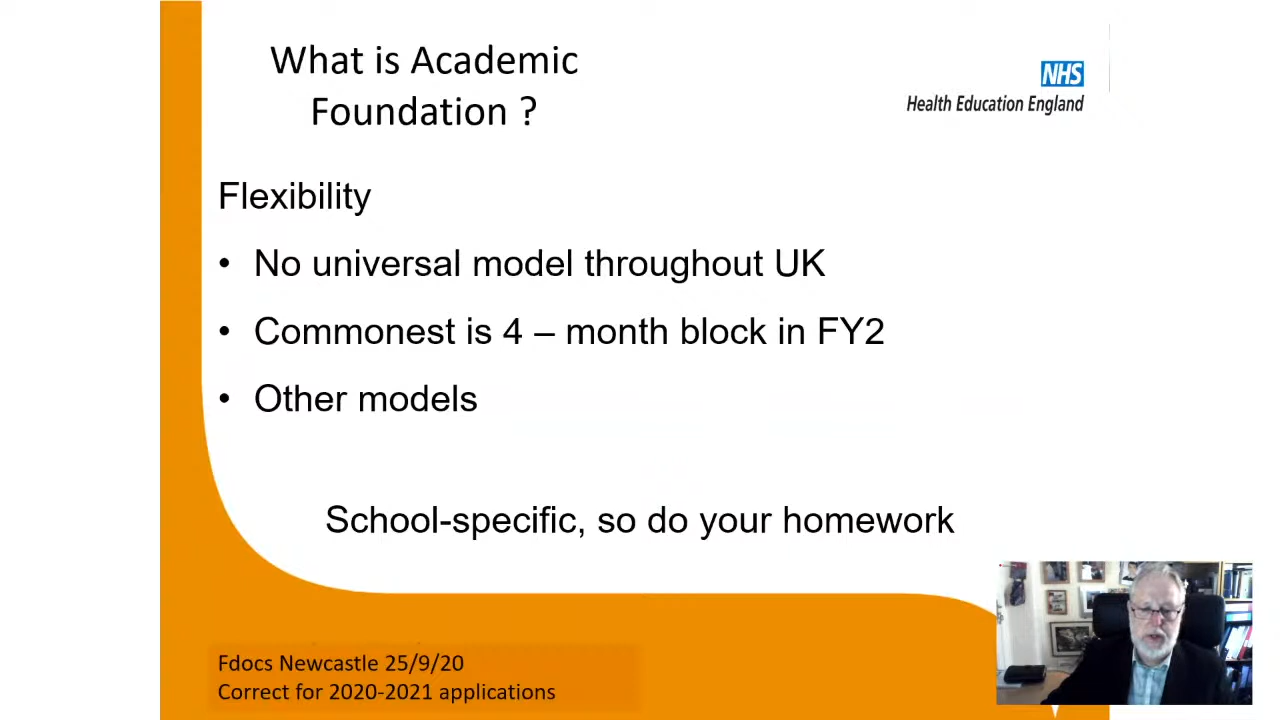 What is Academic
Foundation ?
NHS
Health Education England
Flexibility
• No universal model throughout UK
• Commonest is 4 – month block in FY2
• Other models
School-specific, so do your homework
Fdocs Newcastle 25/9/20
Correct for 2020-2021 applications